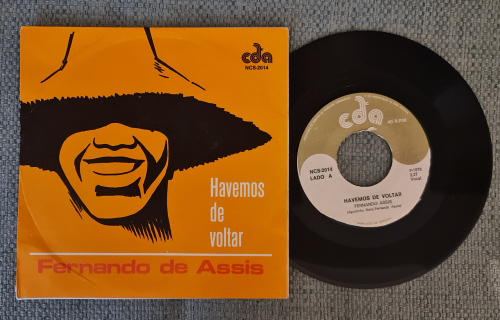 cda
NCS-2014
Havemos
de
voltar
Fernando de Assis
cda
NCS-2014
LADO A
HAVEMOS DE VOLTAR
FERNANDO ASSIS